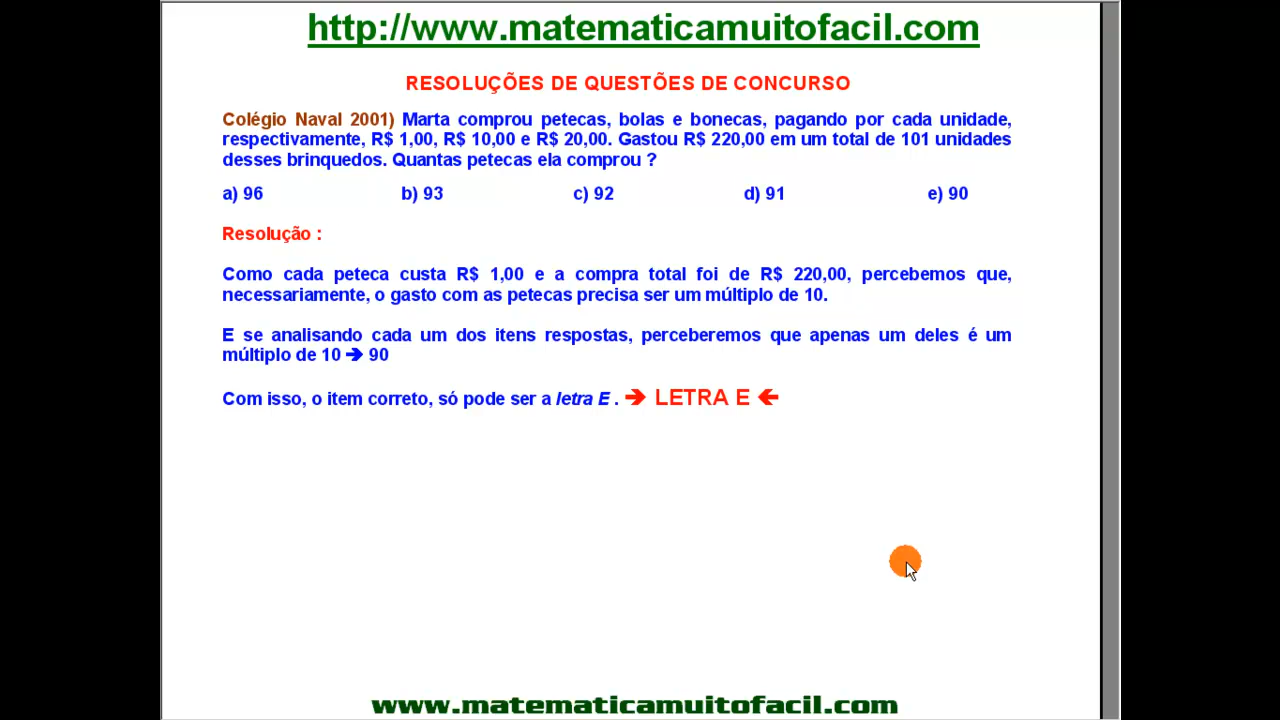 http://www.matematicamuitofacil.com
RESOLUÇÕES DE QUESTÕES DE CONCURSO
Colégio Naval 2001) Marta comprou petecas, bolas e bonecas, pagando por cada unidade,
respectivamente, R$ 1,00, R$ 10,00 e R$ 20,00. Gastou R$ 220,00 em um total de 101 unidades
desses brinquedos. Quantas petecas ela comprou ?
a) 96 b) 93 c) 92 d) 91 e) 90
Resolução :
Como cada peteca custa R$ 1,00 e a compra total foi de R$ 220,00, percebemos que,
necessariamente, o gasto com as petecas precisa ser um múltiplo de 10.
E se analisando cada um dos itens respostas, perceberemos que apenas um deles é um
múltiplo de 10 ➔ 90
Com isso, o item correto, só pode ser a letra E . ➔ LETRA E 🡸
www.matematicamuitofacil.com